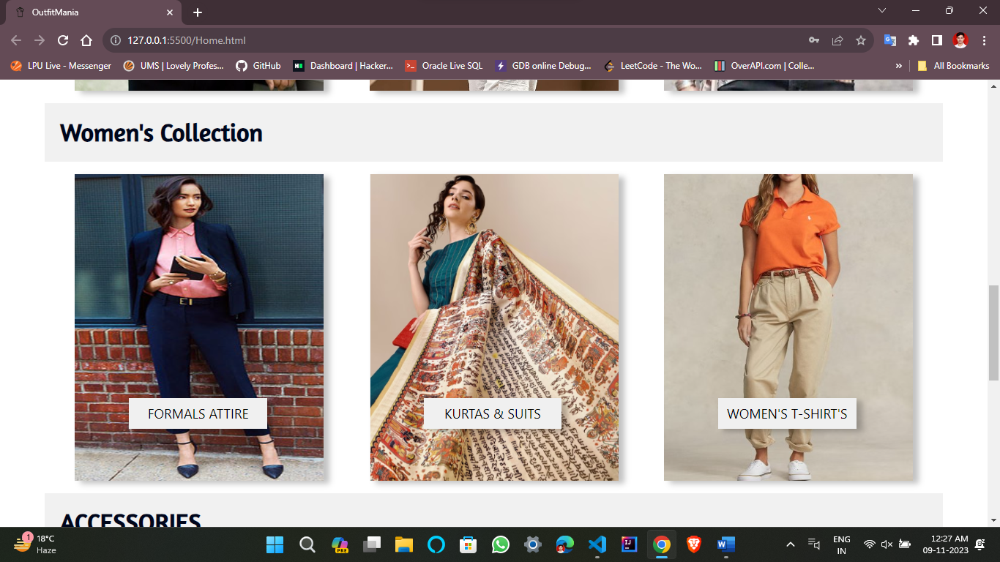 OutfitMania
127.0.0.1:5500/Home.html
LPU Live - Messenger
UMS | Lovely Profes...
GitHub
Dashboard | Hacker...
Oracle Live SQL
GDB online Debug...
LeetCode - The Wo...
OverAPI.com | Colle...
»
All Bookmarks
Women's Collection
FORMALS ATTIRE
KURTAS & SUITS
WOMEN'S T-SHIRT'S
ACCESSORIES
1
18°C
Haze
PRE
ENG
IN
12:27 AM
09-11-2023